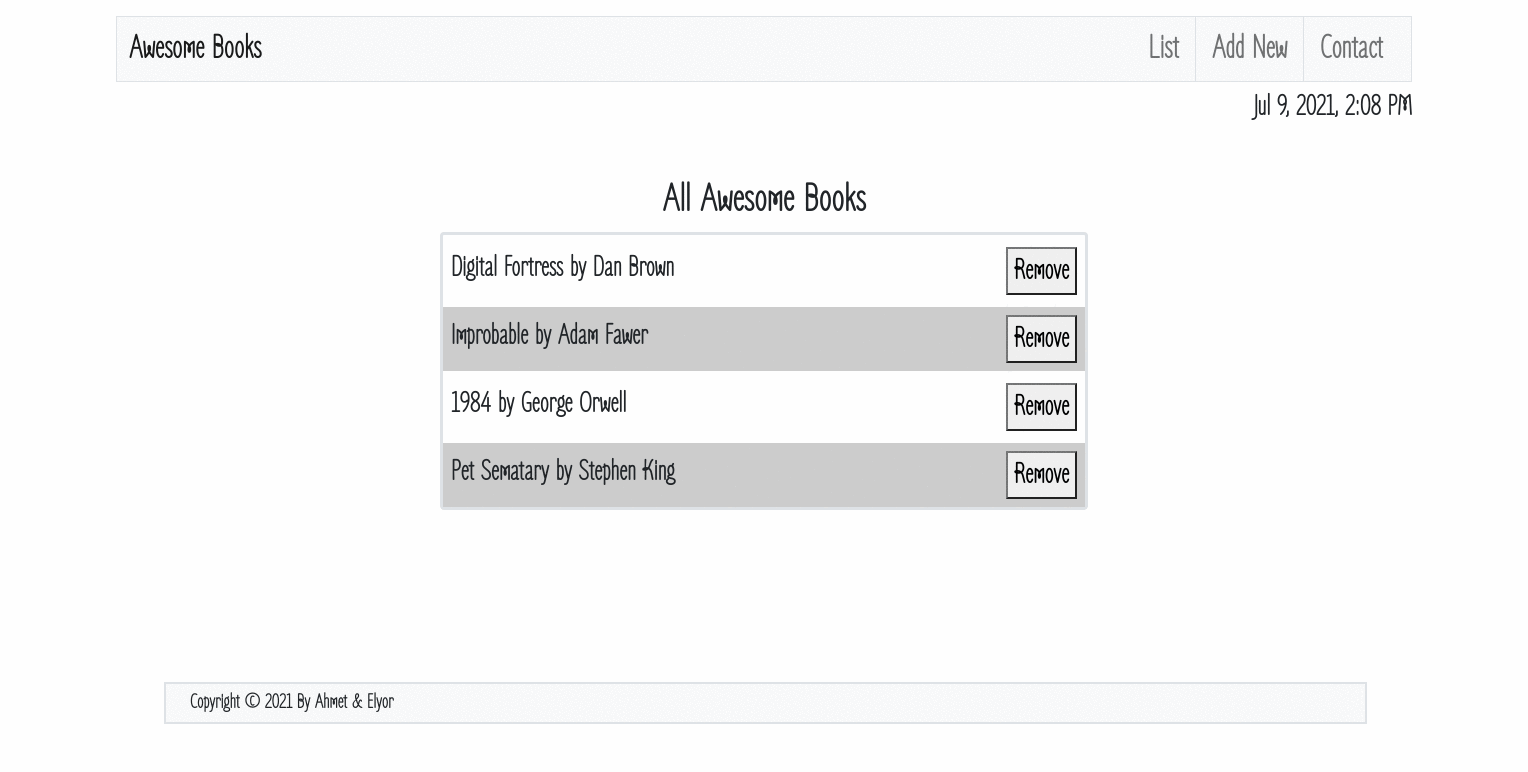 Awesome Books List Add New Contact
Jul 9, 2021, 2:08 PM
All Awesome Books
Digital Fortress by Dan Brown Remove
Improbable by Adam Fawer Remove
1984 by George Orwell Remove
Pet Sematary by Stephen King Remove
Copyright © 2021 By Ahmet & Elyor